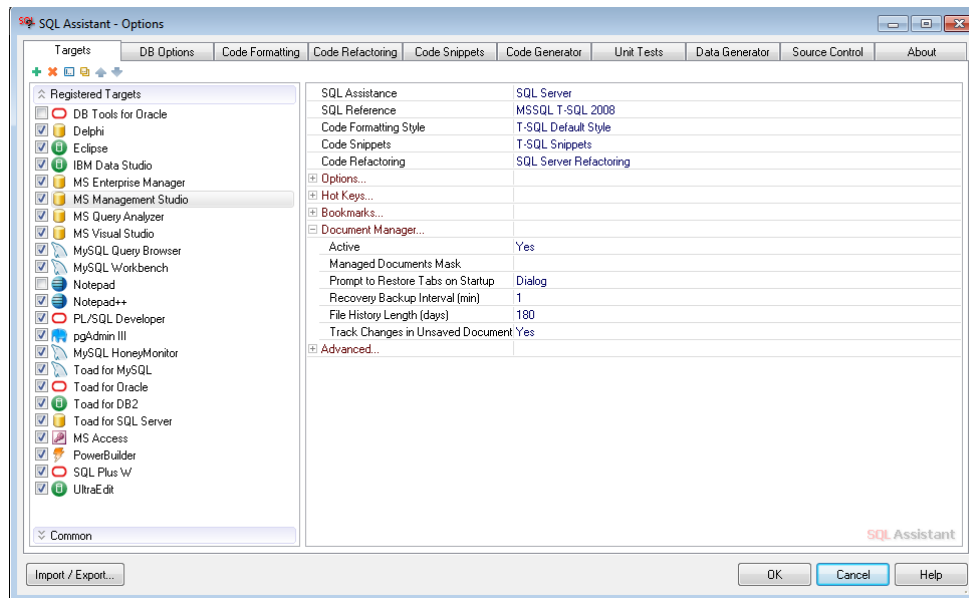 SQL Assistant - Options
Targets DB Options Code Formatting Code Refactoring Code Snippets Code Generator Unit Tests Data Generator Source Control About
Registered Targets
DB Tools for Oracle
Delphi
Eclipse
IBM Data Studio
MS Enterprise Manager
MS Management Studio
MS Query Analyzer
MS Visual Studio
MySQL Query Browser
MySQL Workbench
Notepad
Notepad++
PL/SQL Developer
pgAdmin III
MySQL HoneyMonitor
Toad for MySQL
Toad for Oracle
Toad for DB2
Toad for SQL Server
MS Access
PowerBuilder
SQL Plus W
UltraEdit
Common
SQL Assistance SQL Server
SQL Reference MSSQL T-SQL 2008
Code Formatting Style T-SQL Default Style
Code Snippets T-SQL Snippets
Code Refactoring SQL Server Refactoring
Options...
Hot Keys...
Bookmarks...
Document Manager...
Active Yes
Managed Documents Mask
Prompt to Restore Tabs on Startup Dialog
Recovery Backup Interval (min) 1
File History Length (days) 180
Track Changes in Unsaved Document Yes
Advanced...
SQL Assistant
Import / Export... OK Cancel Help